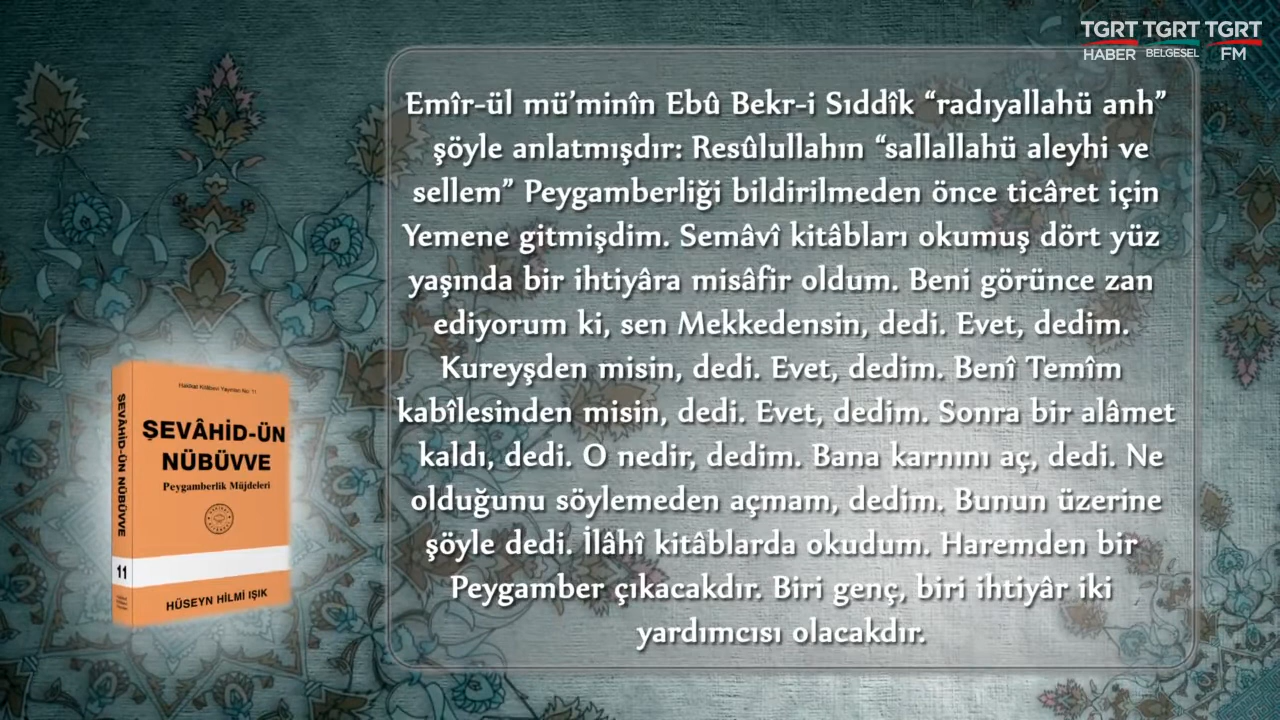 TGRT TGRT TGRT
HABER BELGESEL FM
Emîr-ül mü’minîn Ebû Bekr-i Sıddîk “radıyallahü anh”
şöyle anlatmışdır: Resûlullahın “sallallahü aleyhi ve
sellem” Peygamberliği bildirilmeden önce ticâret için
Yemene gitmişdim. Semâvî kitâbları okumuş dört yüz
yaşında bir ihtiyâra misâfir oldum. Beni görünce zan
ediyorum ki, sen Mekkedensin, dedi. Evet, dedim.
Kureyşden misin, dedi. Evet, dedim. Benî Temîm
kabîlesinden misin, dedi. Evet, dedim. Sonra bir alâmet
kaldı, dedi. O nedir, dedim. Bana karnını aç, dedi. Ne
olduğunu söylemeden açmam, dedim. Bunun üzerine
şöyle dedi. İlâhî kitâblarda okudum. Haremden bir
Peygamber çıkacakdır. Biri genç, biri ihtiyâr iki
yardımcısı olacakdır.
Hakîkat Kitâbevi Yayınları No: 11
ŞEVÂHİD-ÜN
NÜBÜVVE
Peygamberlik Müjdeleri
HÜSEYN HİLMİ IŞIK
ŞEVÂHİD-ÜN NÜBÜVVE
11